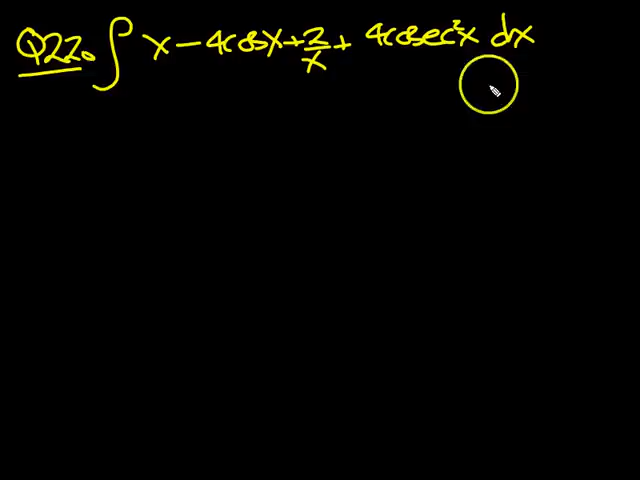 Q22. ∫ x - 4cosx + 2/x + 4cosec²x dx